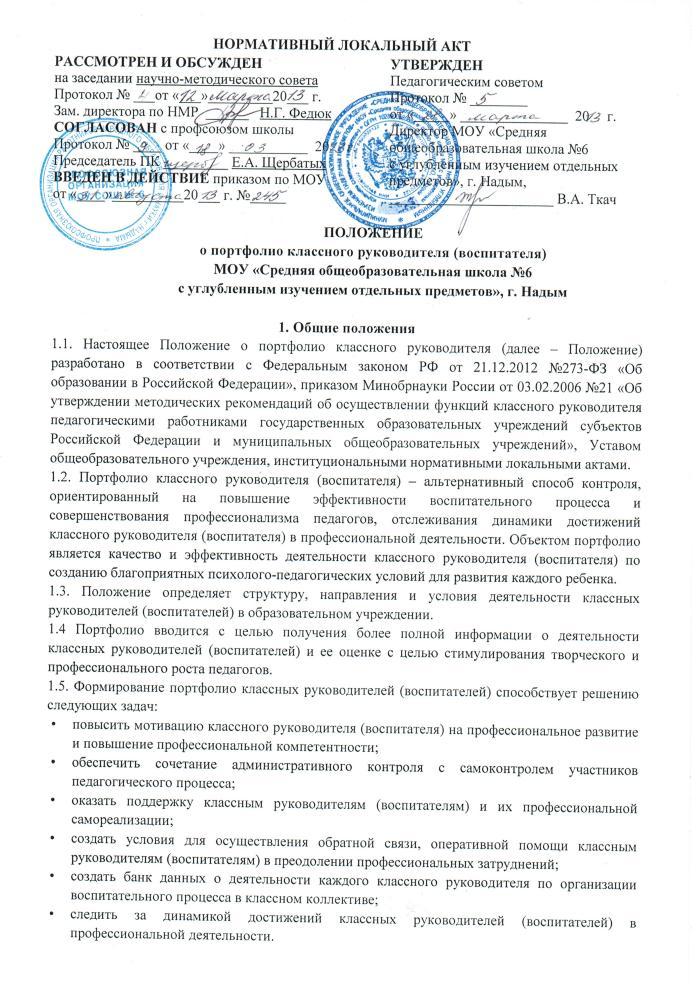 НОРМАТИВНЫЙ ЛОКАЛЬНЫЙ АКТ
РАССМОТРЕН И ОБСУЖДЕН
на заседании научно-методического совета
Протокол № от «12» марта 2013 г.
Зам. директора по НМР Н.Г. Федюк
СОГЛАСОВАН с профсоюзом школы
Протокол № 9 от «18» 03
Председатель ПК Е.А. Щербатых
ВВЕДЕН В ДЕЙСТВИЕ приказом по МОУ
от « » 2013 г. № 245
УТВЕРЖДЕН
Педагогическим советом
Протокол № 5
от « » марта 2013 г.
Директор МОУ «Средняя
общеобразовательная школа №6
с углубленным изучением отдельных
предметов», г. Надым,
В.А. Ткач
ПОЛОЖЕНИЕ
о портфолио классного руководителя (воспитателя)
МОУ «Средняя общеобразовательная школа №6
с углубленным изучением отдельных предметов», г. Надым
1. Общие положения
1.1. Настоящее Положение о портфолио классного руководителя (далее – Положение)
разработано в соответствии с Федеральным законом РФ от 21.12.2012 №273-ФЗ «Об
образовании в Российской Федерации», приказом Минобрнауки России от 03.02.2006 №21 «Об
утверждении методических рекомендаций об осуществлении функций классного руководителя
педагогическими работниками государственных образовательных учреждений субъектов
Российской Федерации и муниципальных общеобразовательных учреждений», Уставом
общеобразовательного учреждения, институциональными нормативными локальными актами.
1.2. Портфолио классного руководителя (воспитателя) – альтернативный способ контроля,
ориентированный на повышение эффективности воспитательного процесса и
совершенствования профессионализма педагогов, отслеживания динамики достижений
классного руководителя (воспитателя) в профессиональной деятельности. Объектом портфолио
является качество и эффективность деятельности классного руководителя (воспитателя) по
созданию благоприятных психолого-педагогических условий для развития каждого ребенка.
1.3. Положение определяет структуру, направления и условия деятельности классных
руководителей (воспитателей) в образовательном учреждении.
1.4 Портфолио вводится с целью получения более полной информации о деятельности
классных руководителей (воспитателей) и ее оценке с целью стимулирования творческого и
профессионального роста педагогов.
1.5. Формирование портфолио классных руководителей (воспитателей) способствует решению
следующих задач:
• повысить мотивацию классного руководителя (воспитателя) на профессиональное развитие
и повышение профессиональной компетентности;
• обеспечить сочетание административного контроля с самоконтролем участников
педагогического процесса;
• оказать поддержку классным руководителям (воспитателям) и их профессиональной
самореализации;
• создать условия для осуществления обратной связи, оперативной помощи классным
руководителям (воспитателям) в преодолении профессиональных затруднений;
• создать банк данных о деятельности каждого классного руководителя по организации
воспитательного процесса в классном коллективе;
• следить за динамикой достижений классных руководителей (воспитателей) в
профессиональной деятельности.